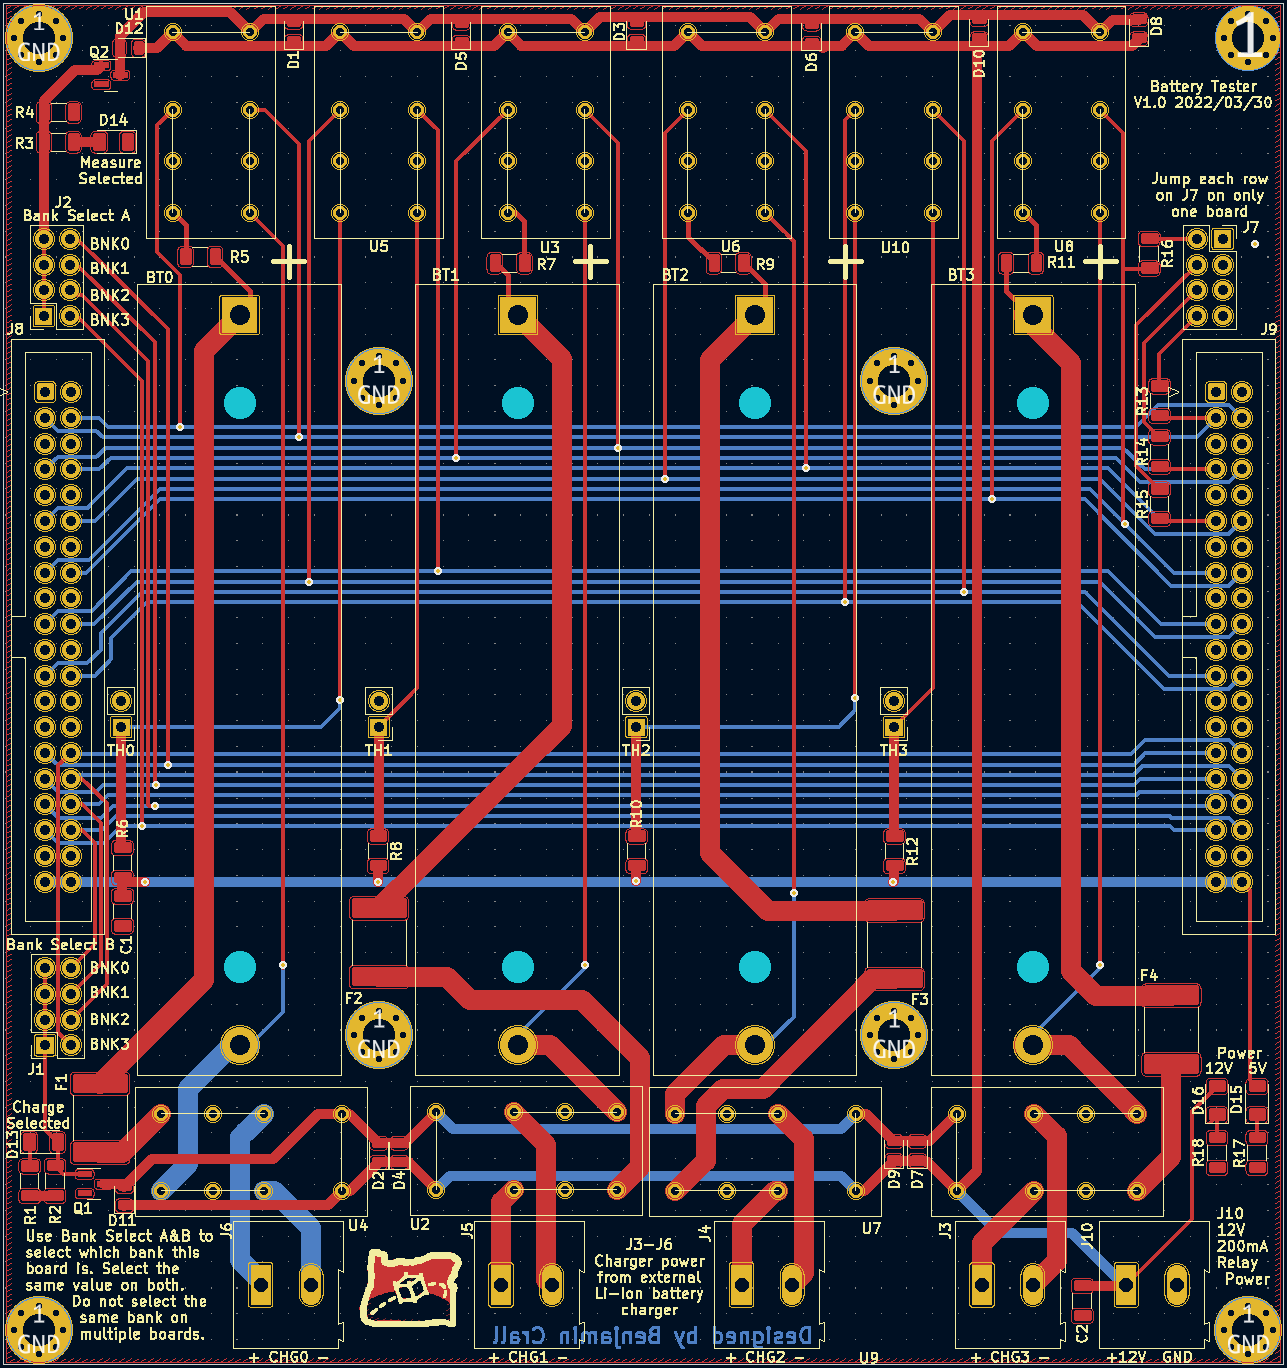 1
GND
U1
D12
Q2
D1
D5
D3
D6
D10
D8
1
Battery Tester
V1.0 2022/03/30
R4
D14
R3
Measure
Selected
J2
Bank Select A
BNK0
BNK1
BNK2
BNK3
J8
Jump each row
on J7 on only
one board
J7
R16
U5
U3
U6
U10
U8
R5
R7
R9
R11
BT0
BT1
BT2
BT3
+
+
+
+
J9
1
GND
1
GND
R13
R14
R15
TH0
TH1
TH2
TH3
R6
R8
R10
R12
C1
Bank Select B
BNK0
BNK1
BNK2
BNK3
J1
F2
F3
F4
1
GND
1
GND
F1
Charge
Selected
D13
Power
12V 5V
D16
D15
R18
R17
D2
D4
D9
D7
R1
R2
Q1
D11
J6
U4
U2
J5
J4
U7
J3
J10
Use Bank Select A&B to
select which bank this
board is. Select the
same value on both.
Do not select the
same bank on
multiple boards.
J3-J6
Charger power
from external
Li-Ion battery
charger
J10
12V
200mA
Relay
Power
C2
1
GND
1
GND
Designed by Benjamin Crall
+ CHG0 -
+ CHG1 -
+ CHG2 -
U9
+ CHG3 -
+12V GND